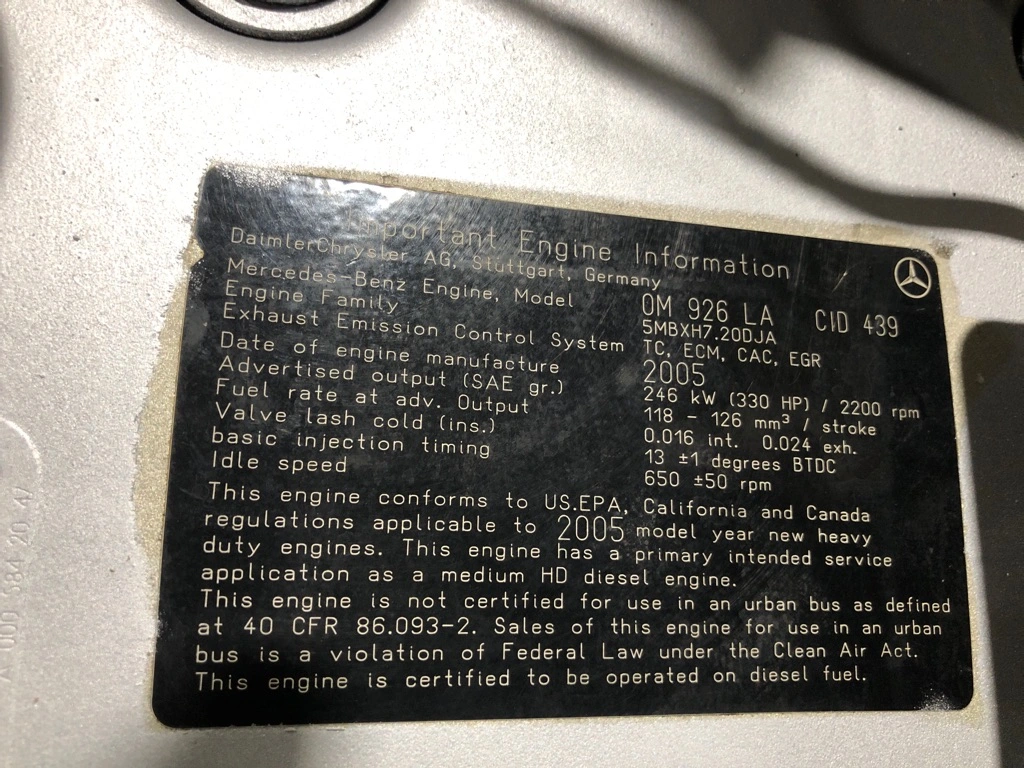 Important Engine Information
DaimlerChrysler AG, Stuttgart, Germany
Mercedes-Benz Engine, Model OM 926 LA CID 439
Engine Family 5MBXH7.20DJA
Exhaust Emission Control System TC, ECM, CAC, EGR
Date of engine manufacture 2005
Advertised output (SAE gr.) 246 kW (330 HP) / 2200 rpm
Fuel rate at adv. Output 118 - 126 mm³ / stroke
Valve lash cold (ins.) 0.016 int. 0.024 exh.
basic injection timing 13 ±1 degrees BTDC
Idle speed 650 ±50 rpm
This engine conforms to US.EPA, California and Canada
regulations applicable to 2005 model year new heavy
duty engines. This engine has a primary intended service
application as a medium HD diesel engine.
This engine is not certified for use in an urban bus as defined
at 40 CFR 86.093-2. Sales of this engine for use in an urban
bus is a violation of Federal Law under the Clean Air Act.
This engine is certified to be operated on diesel fuel.